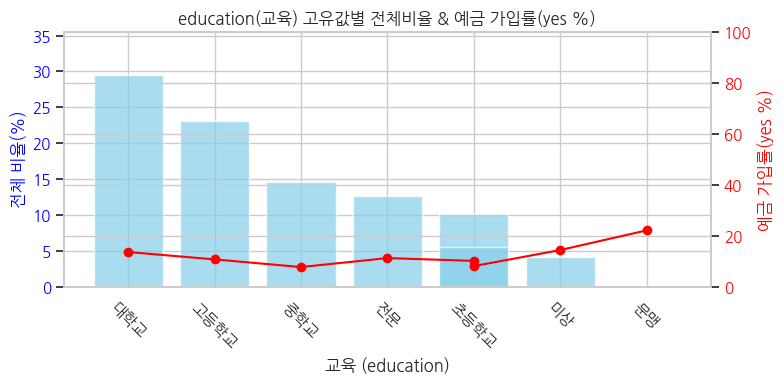 education(교육) 고유값별 전체비율 & 예금 가입률(yes %)
전체 비율(%)
35
30
25
20
15
10
5
0
100
80
60
40
20
0
예금 가입률(yes %)
대학교
고등학교
중학교
전문
초등학교
미상
문맹
교육 (education)